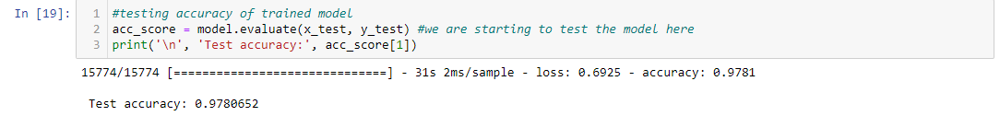 In [19]:
1 #testing accuracy of trained model
2 acc_score = model.evaluate(x_test, y_test) #we are starting to test the model here
3 print('\n', 'Test accuracy:', acc_score[1])
15774/15774 [==============================] - 31s 2ms/sample - loss: 0.6925 - accuracy: 0.9781
Test accuracy: 0.9780652